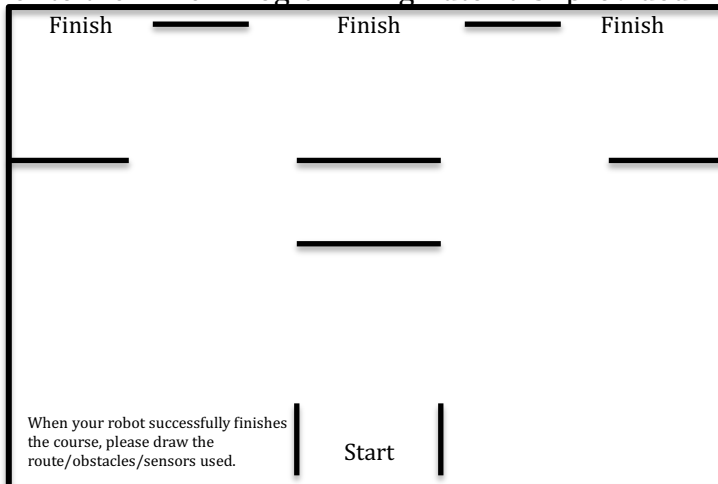 Finish Finish Finish
When your robot successfully finishes
the course, please draw the
route/obstacles/sensors used.
Start